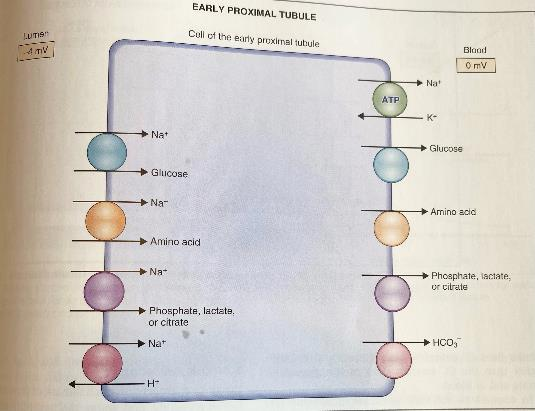 EARLY PROXIMAL TUBULE
Lumen
-4 mV
Cell of the early proximal tubule
Blood
0 mV
Na⁺
ATP
K⁺
Na⁺
Glucose
Glucose
Na⁺
Amino acid
Amino acid
Na⁺
Phosphate, lactate,
or citrate
Phosphate, lactate,
or citrate
Na⁺
HCO₃⁻
H⁺